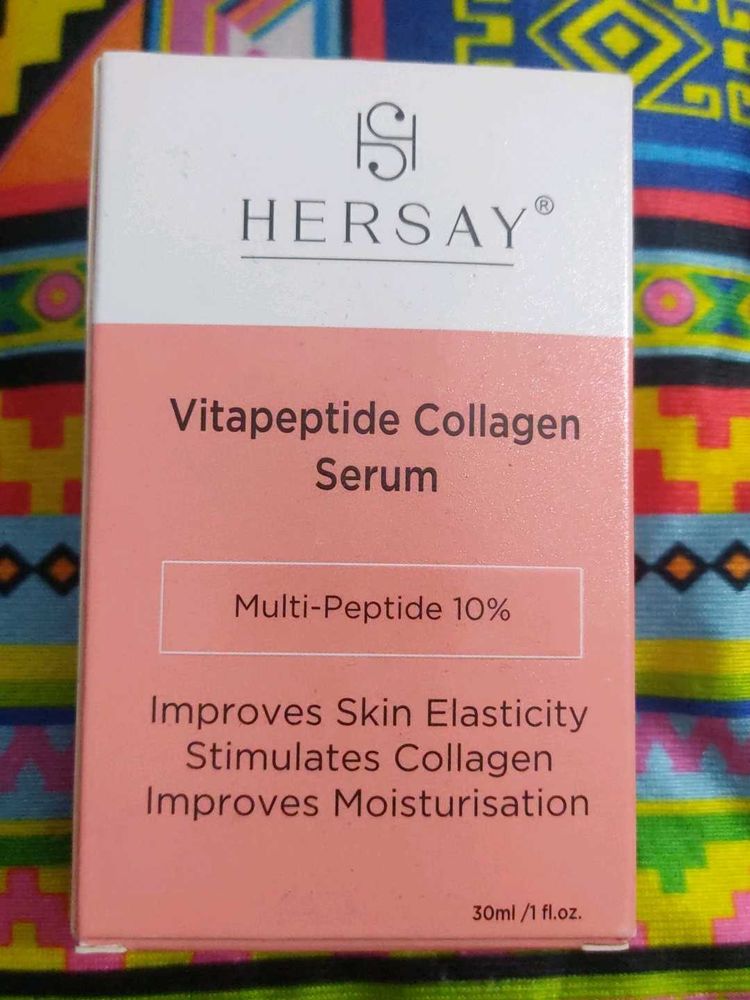 HERSAY®
Vitapeptide Collagen
Serum
Multi-Peptide 10%
Improves Skin Elasticity
Stimulates Collagen
Improves Moisturisation
30ml /1 fl.oz.